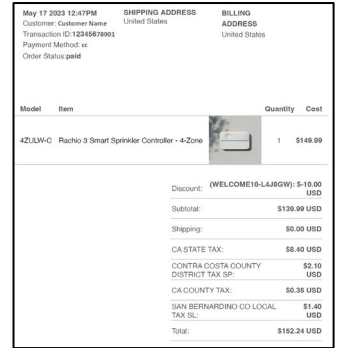 May 17 2023 12:47PM
Customer: Customer Name
Transaction ID:12345678901
Payment Method: cc
Order Status:paid
SHIPPING ADDRESS
United States
BILLING
ADDRESS
United States
Model Item Quantity Cost
4ZULW-C Rachio 3 Smart Sprinkler Controller - 4-Zone 1 $149.99
Discount: (WELCOME10-L4J8GW): $-10.00
USD
Subtotal: $139.99 USD
Shipping: $0.00 USD
CA STATE TAX: $8.40 USD
CONTRA COSTA COUNTY $2.10
DISTRICT TAX SP: USD
CA COUNTY TAX: $0.35 USD
SAN BERNARDINO CO LOCAL $1.40
TAX SL: USD
Total: $152.24 USD